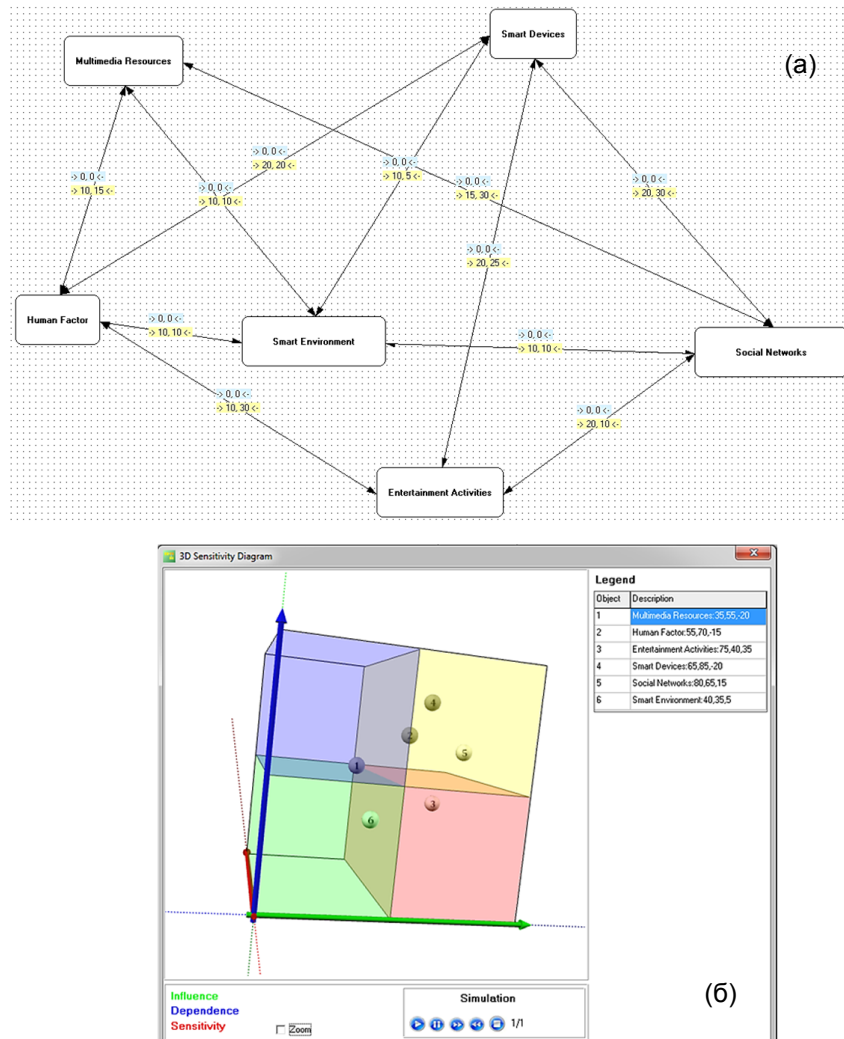 Smart Devices
Multimedia Resources
(а)
-> 0, 0 <-
-> 20, 20 <-
-> 0, 0 <-
-> 10, 5 <-
-> 0, 0 <-
-> 10, 15 <-
-> 0, 0 <-
-> 10, 10 <-
-> 0, 0 <-
-> 15, 30 <-
-> 0, 0 <-
-> 20, 30 <-
-> 0, 0 <-
-> 20, 25 <-
Human Factor
-> 0, 0 <-
-> 10, 10 <-
Smart Environment
-> 0, 0 <-
-> 10, 10 <-
Social Networks
-> 0, 0 <-
-> 10, 30 <-
-> 0, 0 <-
-> 20, 10 <-
Entertainment Activities
3D Sensitivity Diagram
Legend
Object Description
1 Multimedia Resources:35,55,-20
2 Human Factor:55,70,-15
3 Entertainment Activities:75,40,35
4 Smart Devices:65,85,-20
5 Social Networks:80,65,15
6 Smart Environment:40,35,5
4
2
5
1
3
6
Influence
Dependence
Sensitivity
Zoom
Simulation
1/1
(б)